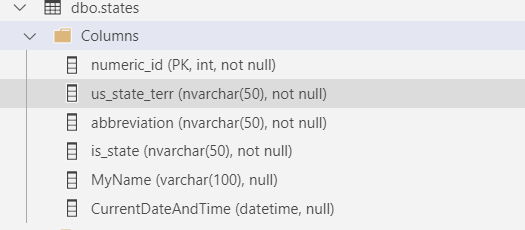 dbo.states
Columns
numeric_id (PK, int, not null)
us_state_terr (nvarchar(50), not null)
abbreviation (nvarchar(50), not null)
is_state (nvarchar(50), not null)
MyName (varchar(100), null)
CurrentDateAndTime (datetime, null)